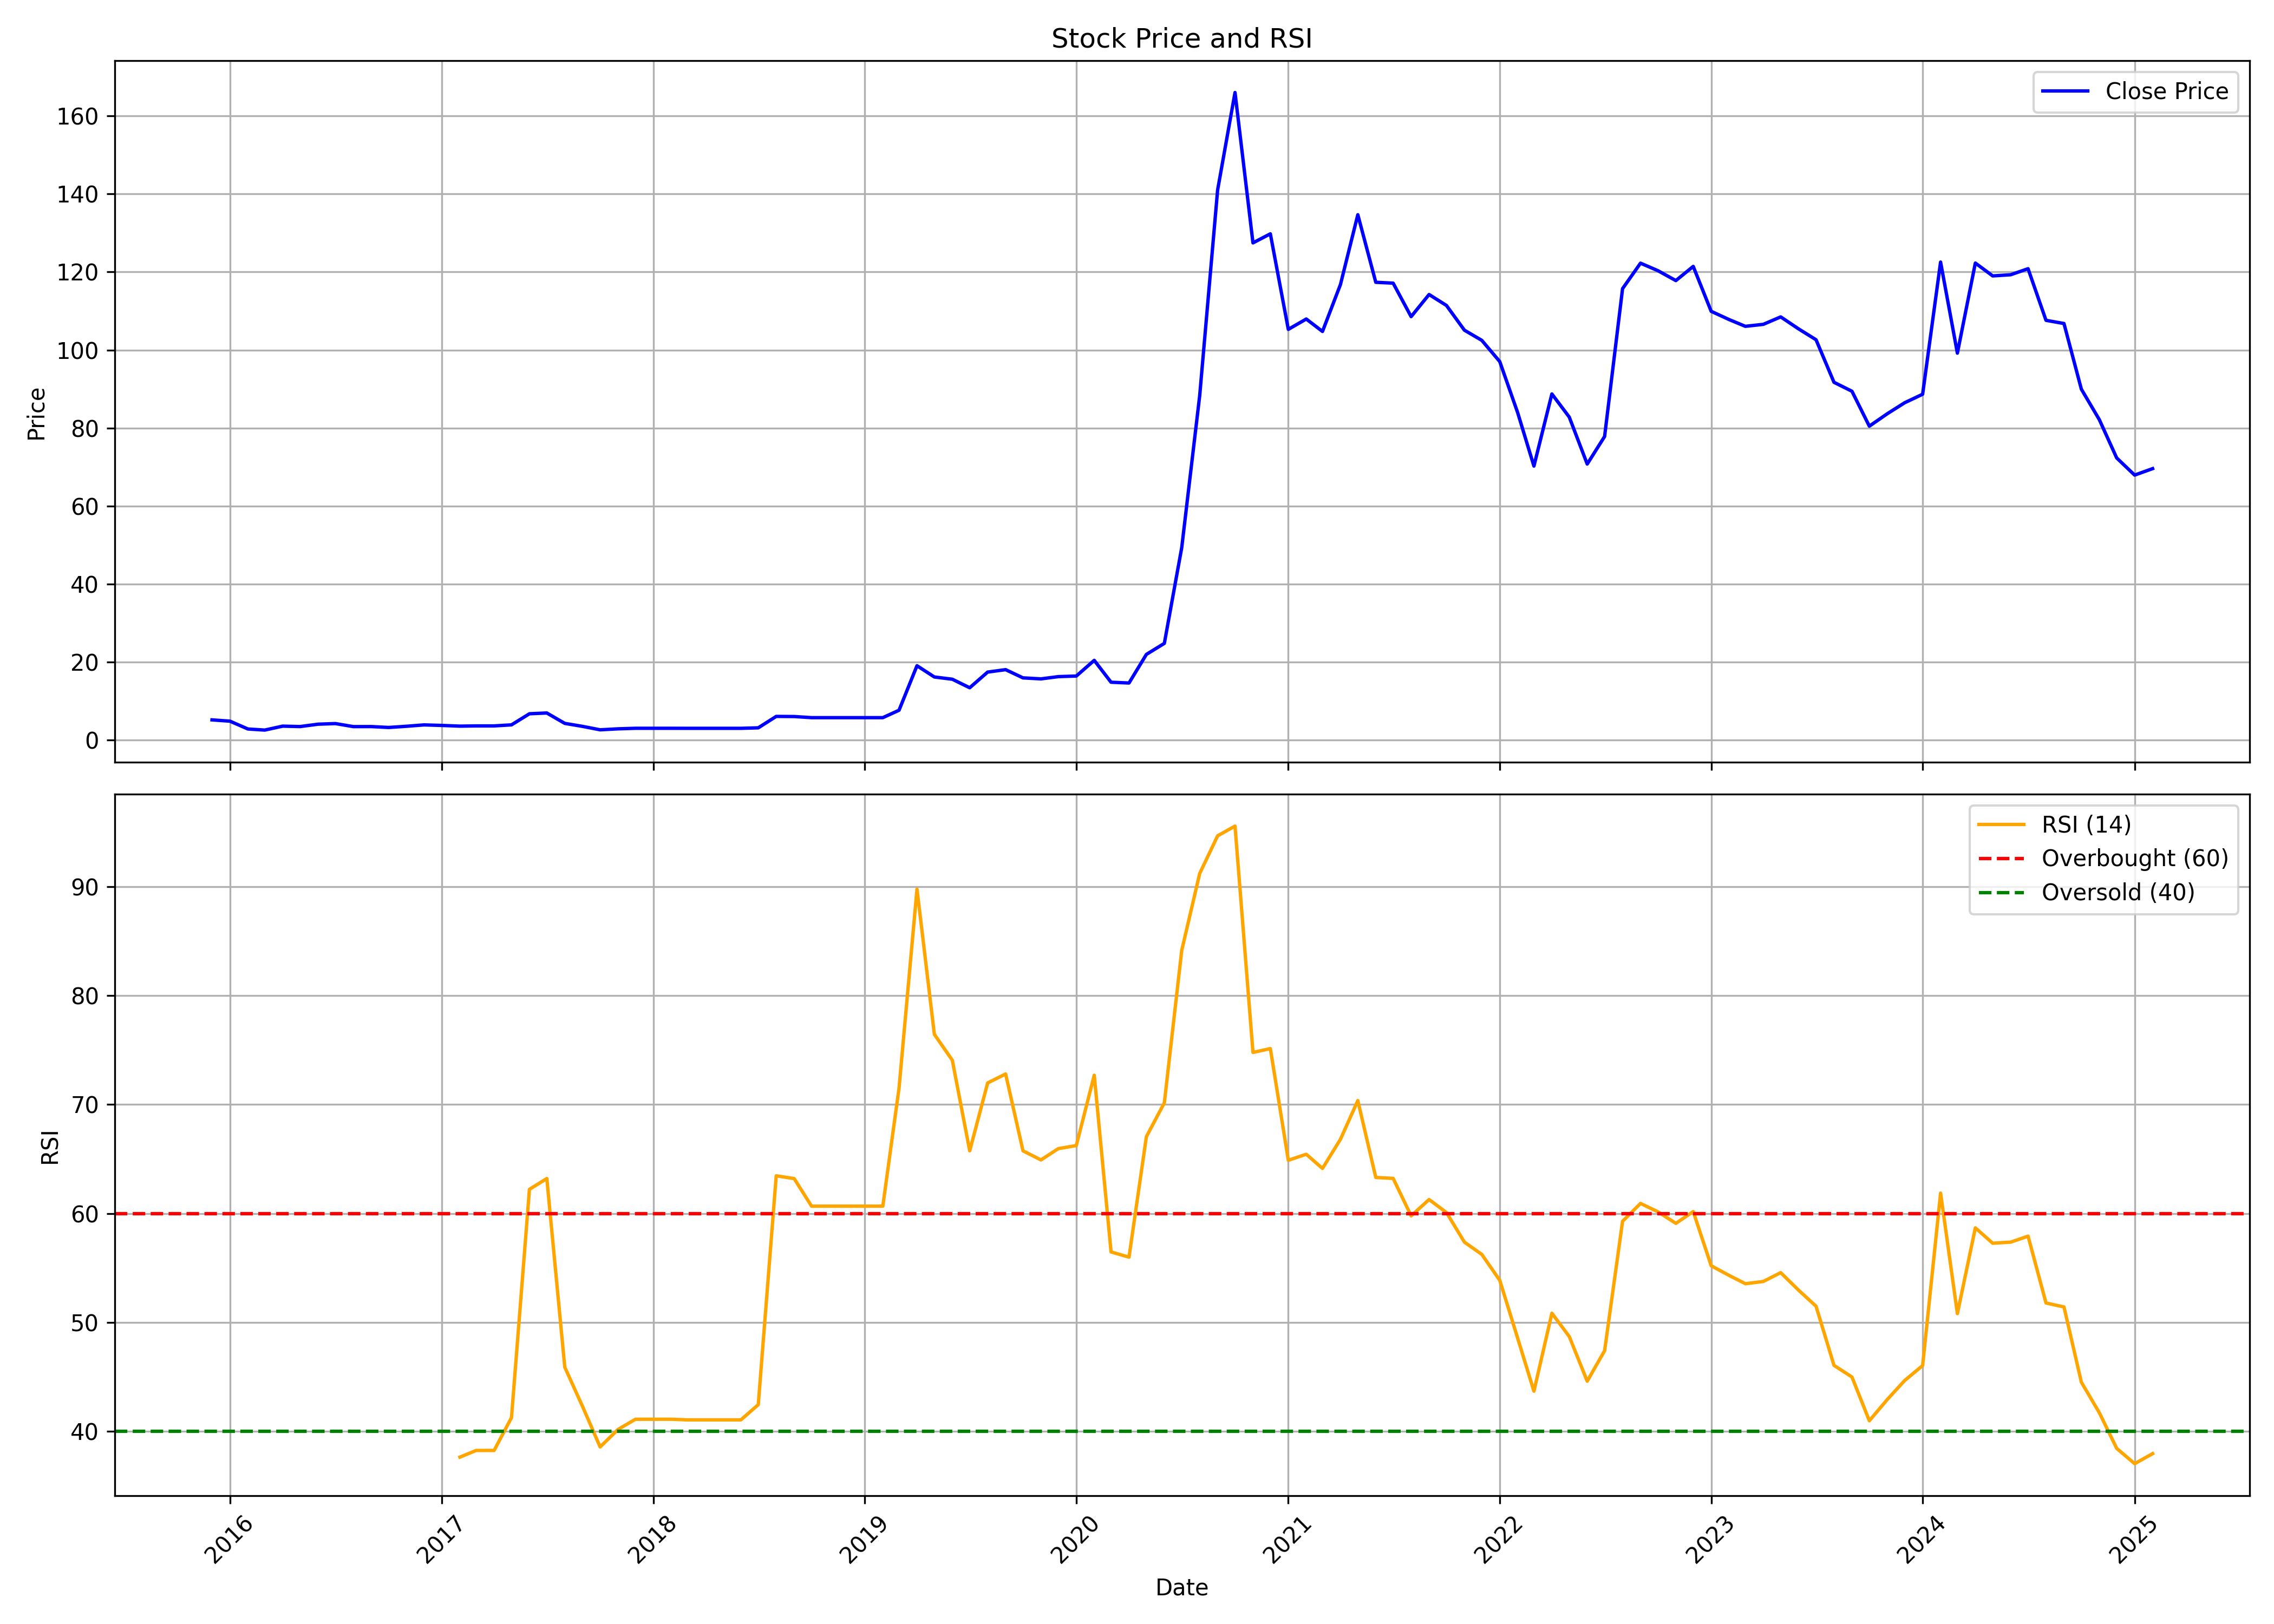 Stock Price and RSI
Close Price
160
140
120
100
80
60
40
20
0
Price
RSI (14)
Overbought (60)
Oversold (40)
90
80
70
60
50
40
RSI
2016 2017 2018 2019 2020 2021 2022 2023 2024 2025
Date